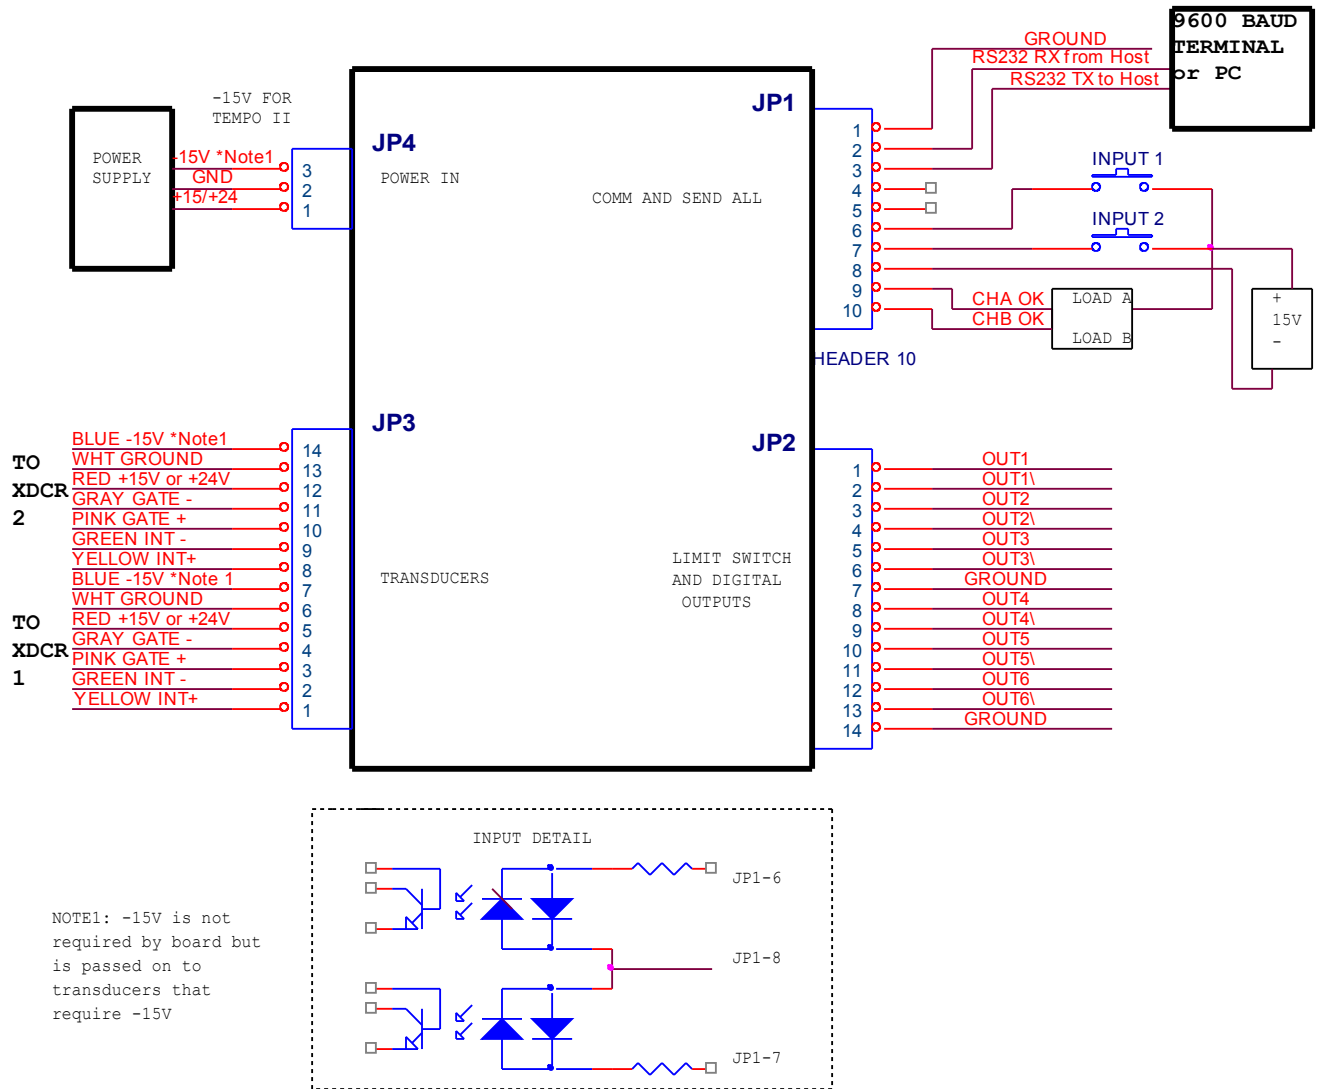 9600 BAUD
TERMINAL
or PC
GROUND
RS232 RX from Host
RS232 TX to Host
-15V FOR
TEMPO II
POWER
SUPPLY
-15V *Note1
GND
+15/+24
3
2
1
JP4
POWER IN
JP1
COMM AND SEND ALL
1
2
3
4
5
6
7
8
9
10
HEADER 10
INPUT 1
INPUT 2
CHA OK
CHB OK
LOAD A
LOAD B
+
15V
-
TO
XDCR
2
TO
XDCR
1
BLUE -15V *Note1
WHT GROUND
RED +15V or +24V
GRAY GATE -
PINK GATE +
GREEN INT -
YELLOW INT+
BLUE -15V *Note 1
WHT GROUND
RED +15V or +24V
GRAY GATE -
PINK GATE +
GREEN INT -
YELLOW INT+
14
13
12
11
10
9
8
7
6
5
4
3
2
1
JP3
TRANSDUCERS
JP2
LIMIT SWITCH
AND DIGITAL
OUTPUTS
1
2
3
4
5
6
7
8
9
10
11
12
13
14
OUT1
OUT1\
OUT2
OUT2\
OUT3
OUT3\
GROUND
OUT4
OUT4\
OUT5
OUT5\
OUT6
OUT6\
GROUND
INPUT DETAIL
JP1-6
JP1-8
JP1-7
NOTE1: -15V is not
required by board but
is passed on to
transducers that
require -15V